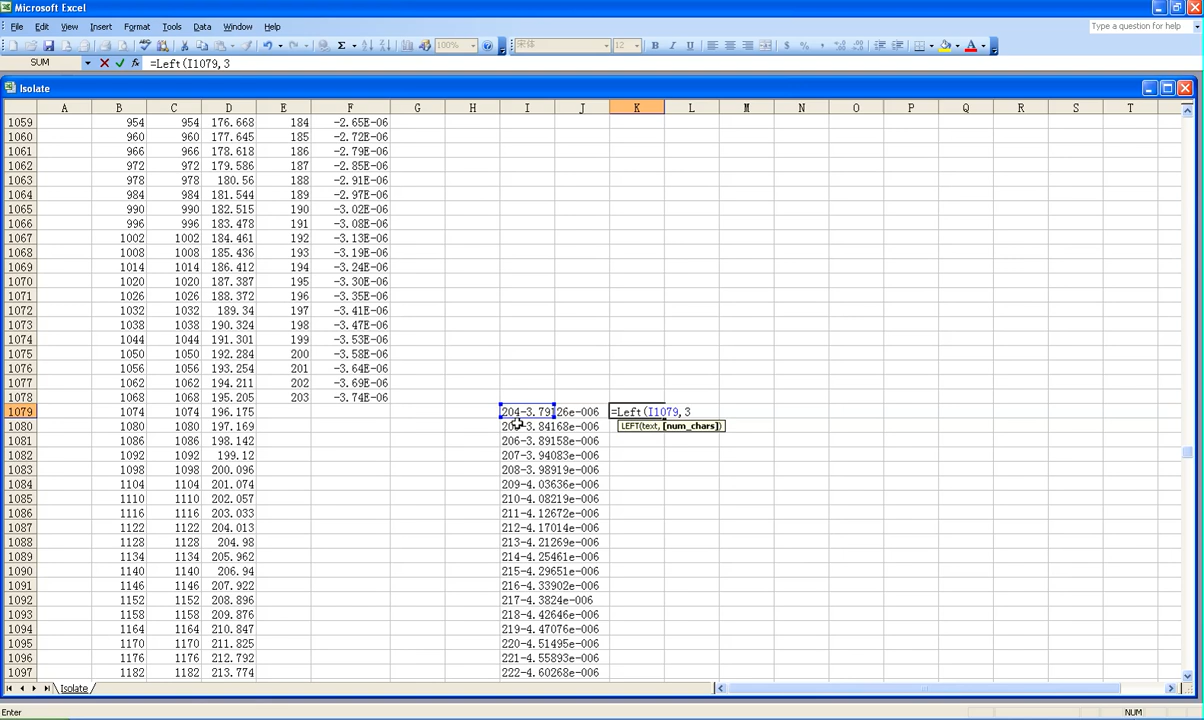 Microsoft Excel
File Edit View Insert Format Tools Data Window Help
Type a question for help
100% 宋体 12
SUM =Left(I1079,3
Isolate
A B C D E F G H I J K L M N O P Q R S T
1059 954 954 176.668 184 -2.65E-06
1060 960 960 177.645 185 -2.72E-06
1061 966 966 178.618 186 -2.79E-06
1062 972 972 179.586 187 -2.85E-06
1063 978 978 180.56 188 -2.91E-06
1064 984 984 181.544 189 -2.97E-06
1065 990 990 182.515 190 -3.02E-06
1066 996 996 183.478 191 -3.08E-06
1067 1002 1002 184.461 192 -3.13E-06
1068 1008 1008 185.436 193 -3.19E-06
1069 1014 1014 186.412 194 -3.24E-06
1070 1020 1020 187.387 195 -3.30E-06
1071 1026 1026 188.372 196 -3.35E-06
1072 1032 1032 189.34 197 -3.41E-06
1073 1038 1038 190.324 198 -3.47E-06
1074 1044 1044 191.301 199 -3.53E-06
1075 1050 1050 192.284 200 -3.58E-06
1076 1056 1056 193.254 201 -3.64E-06
1077 1062 1062 194.211 202 -3.69E-06
1078 1068 1068 195.205 203 -3.74E-06
1079 1074 1074 196.175 204-3.79126e-006 =Left(I1079,3
1080 1080 1080 197.169 -3.84168e-006 LEFT(text, [num_chars])
1081 1086 1086 198.142 206-3.89158e-006
1082 1092 1092 199.12 207-3.94083e-006
1083 1098 1098 200.096 208-3.98919e-006
1084 1104 1104 201.074 209-4.03636e-006
1085 1110 1110 202.057 210-4.08219e-006
1086 1116 1116 203.033 211-4.12672e-006
1087 1122 1122 204.013 212-4.17014e-006
1088 1128 1128 204.98 213-4.21269e-006
1089 1134 1134 205.962 214-4.25461e-006
1090 1140 1140 206.94 215-4.29651e-006
1091 1146 1146 207.922 216-4.33902e-006
1092 1152 1152 208.896 217-4.3824e-006
1093 1158 1158 209.876 218-4.42646e-006
1094 1164 1164 210.847 219-4.47076e-006
1095 1170 1170 211.825 220-4.51495e-006
1096 1176 1176 212.792 221-4.55893e-006
1097 1182 1182 213.774 222-4.60268e-006
Isolate
Enter NUM